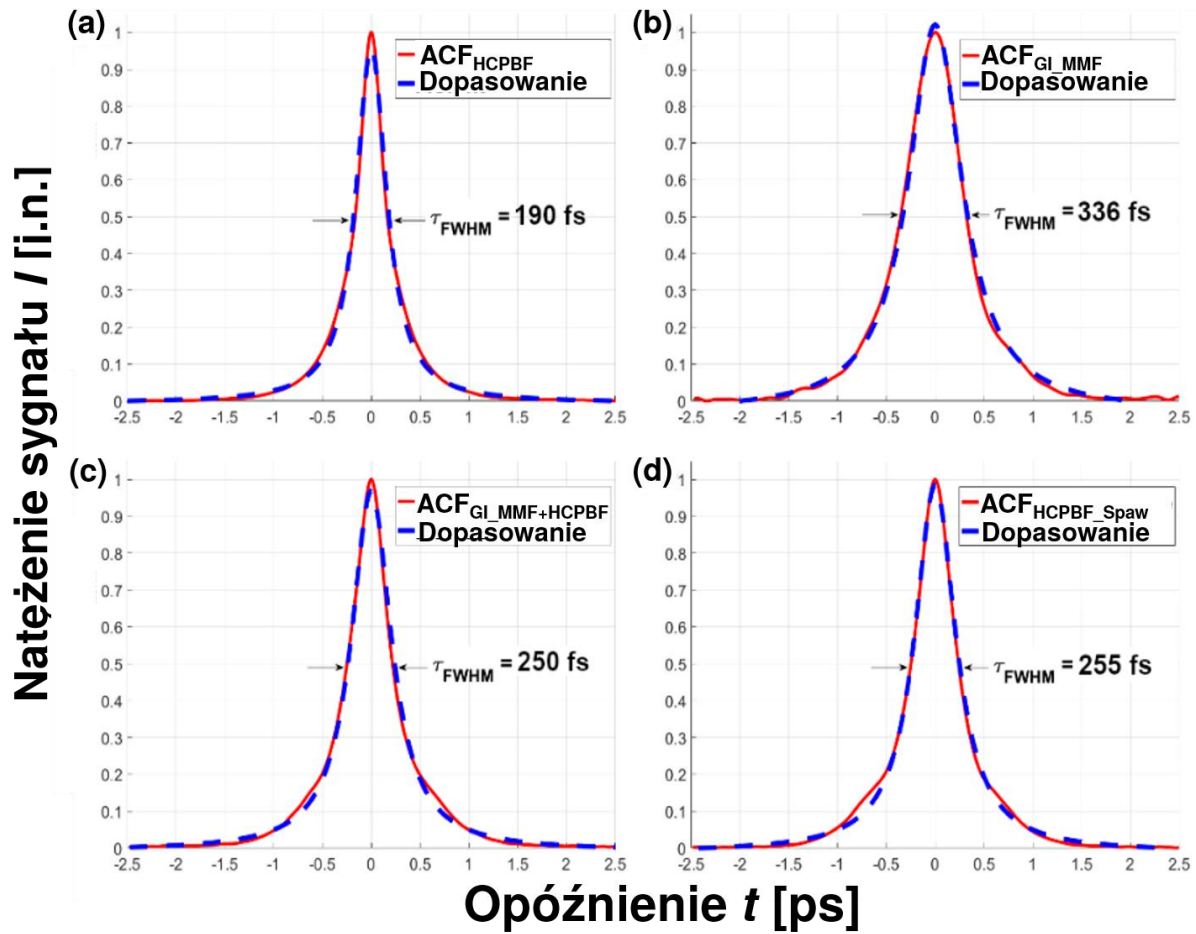 Natężenie sygnału I [j.n.]
(a)
ACF_HCPBF
Dopasowanie
τ_FWHM = 190 fs
1
0.9
0.8
0.7
0.6
0.5
0.4
0.3
0.2
0.1
0
-2.5 -2 -1.5 -1 -0.5 0 0.5 1 1.5 2 2.5
(b)
ACF_GI_MMF
Dopasowanie
τ_FWHM = 336 fs
1
0.9
0.8
0.7
0.6
0.5
0.4
0.3
0.2
0.1
0
-2.5 -2 -1.5 -1 -0.5 0 0.5 1 1.5 2 2.5
(c)
ACF_GI_MMF+HCPBF
Dopasowanie
τ_FWHM = 250 fs
1
0.9
0.8
0.7
0.6
0.5
0.4
0.3
0.2
0.1
0
-2.5 -2 -1.5 -1 -0.5 0 0.5 1 1.5 2 2.5
(d)
ACF_HCPBF_Spaw
Dopasowanie
τ_FWHM = 255 fs
1
0.9
0.8
0.7
0.6
0.5
0.4
0.3
0.2
0.1
0
-2.5 -2 -1.5 -1 -0.5 0 0.5 1 1.5 2 2.5
Opóźnienie t [ps]